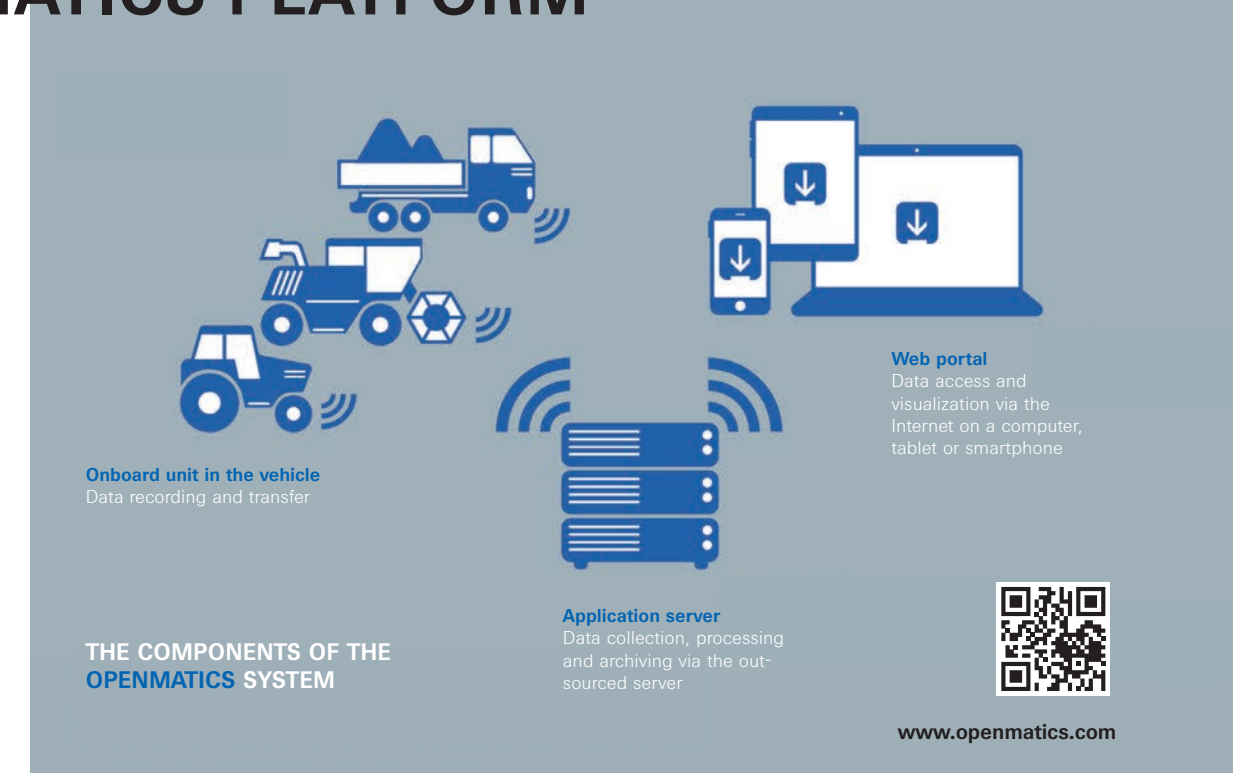 MATICS PLATFORM
Web portal
Data access and
visualization via the
Internet on a computer,
tablet or smartphone
Onboard unit in the vehicle
Data recording and transfer
Application server
Data collection, processing
and archiving via the out-
sourced server
THE COMPONENTS OF THE
OPENMATICS SYSTEM
www.openmatics.com